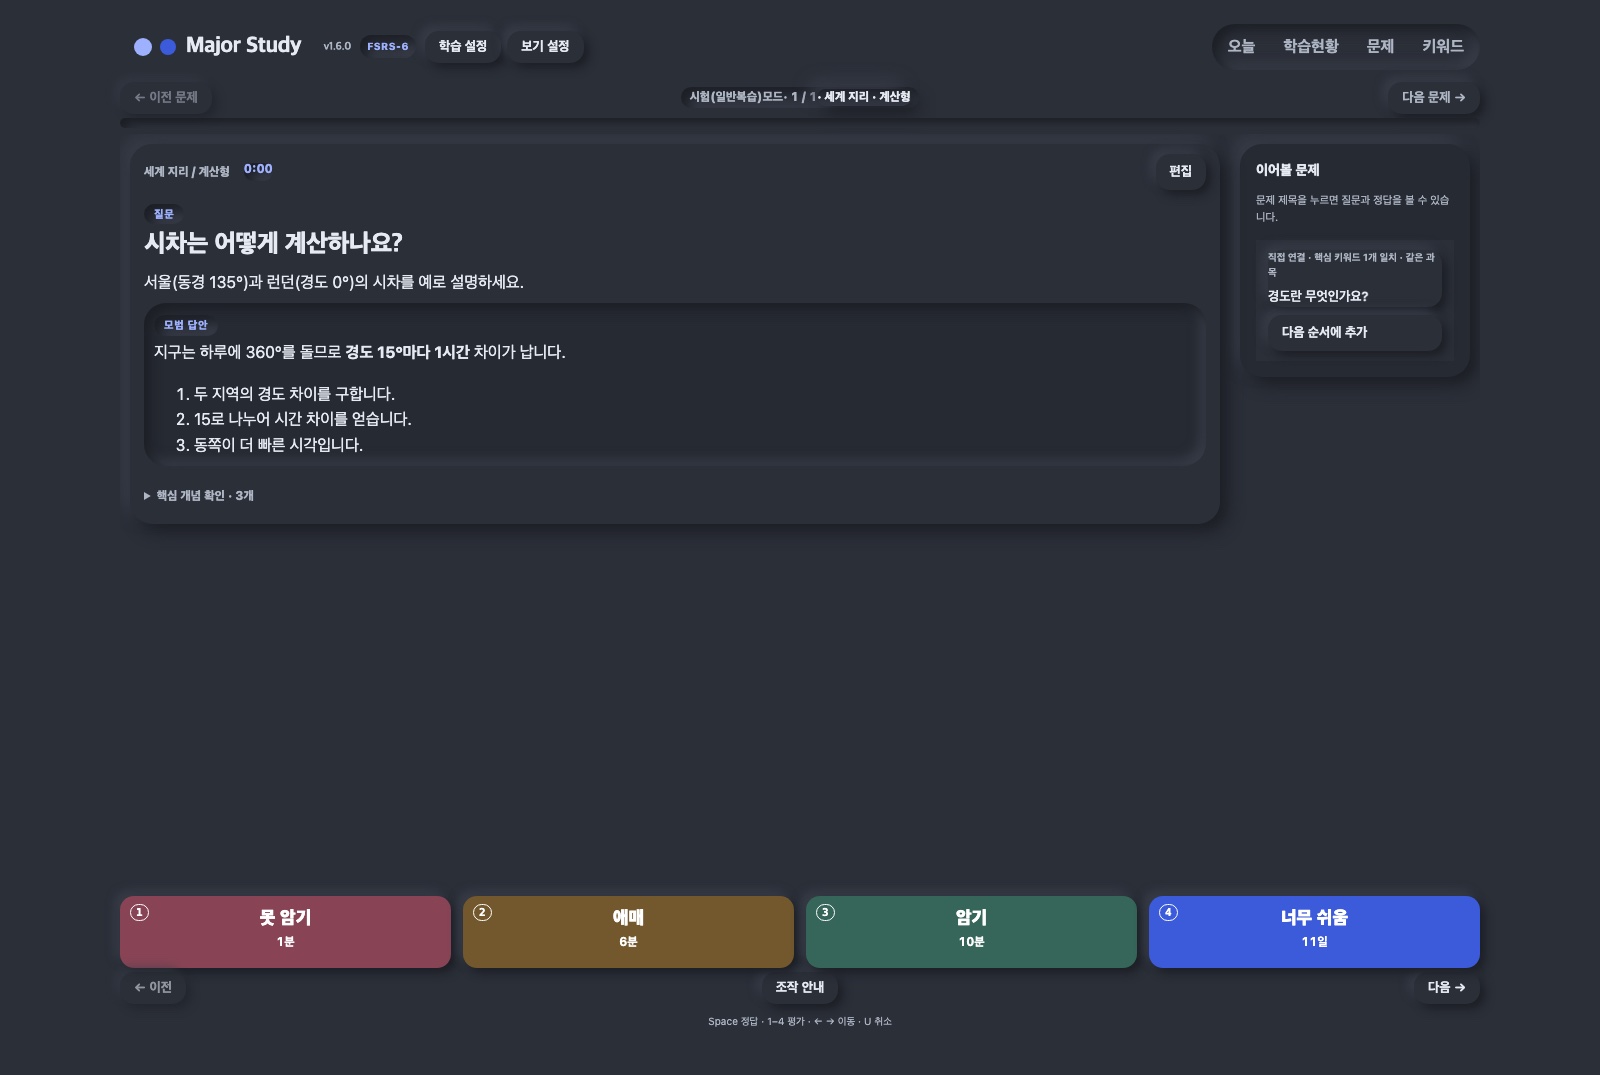 Major Study
v1.6.0
FSRS-6
학습 설정
보기 설정
오늘
학습현황
문제
키워드
← 이전 문제
시험(일반복습)모드· 1 / 1· 세계 지리 · 계산형
다음 문제 →
세계 지리 / 계산형
0:00
편집
질문
시차는 어떻게 계산하나요?
서울(동경 135°)과 런던(경도 0°)의 시차를 예로 설명하세요.
모범 답안
지구는 하루에 360°를 돌므로 경도 15°마다 1시간 차이가 납니다.
1. 두 지역의 경도 차이를 구합니다.
2. 15로 나누어 시간 차이를 얻습니다.
3. 동쪽이 더 빠른 시각입니다.
▶ 핵심 개념 확인 · 3개
이어볼 문제
문제 제목을 누르면 질문과 정답을 볼 수 있습
니다.
직접 연결 · 핵심 키워드 1개 일치 · 같은 과
목
경도란 무엇인가요?
다음 순서에 추가
1
못 암기
1분
2
애매
6분
3
암기
10분
4
너무 쉬움
11일
← 이전
조작 안내
다음 →
Space 정답 · 1–4 평가 · ← → 이동 · U 취소